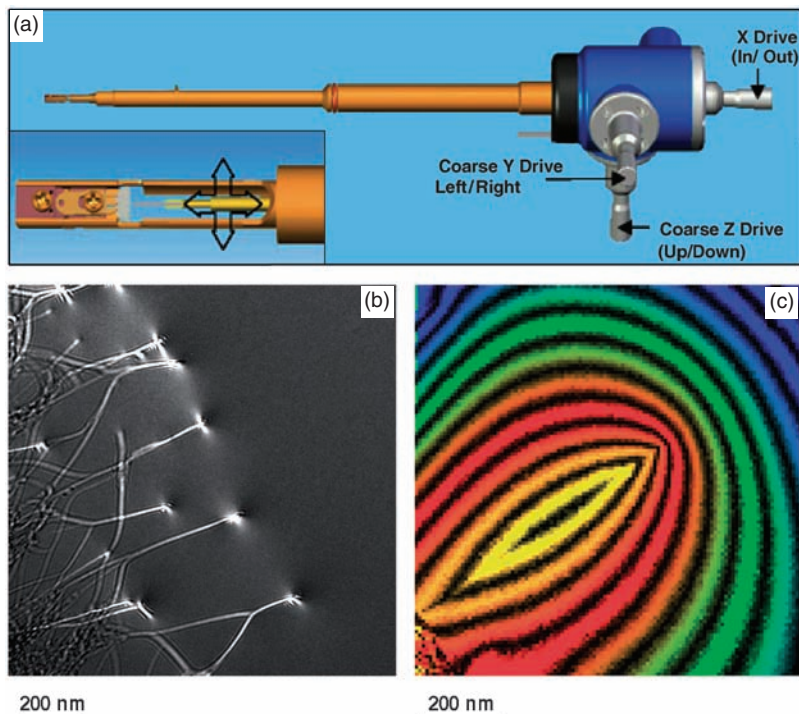 (a)
X Drive
(In/ Out)
Coarse Y Drive
Left/Right
Coarse Z Drive
(Up/Down)
(b)
(c)
200 nm
200 nm